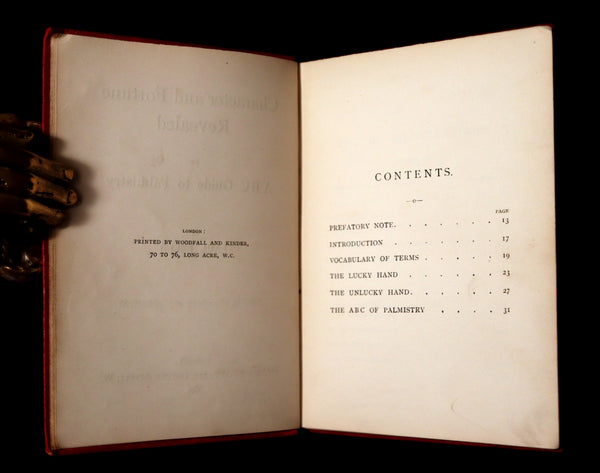 LONDON:
PRINTED BY WOODFALL AND KINDER,
70 TO 76, LONG ACRE, W.C.
CONTENTS.
PAGE
PREFATORY NOTE . . . . . . 13
INTRODUCTION . . . . . . 17
VOCABULARY OF TERMS . . . . . 19
THE LUCKY HAND . . . . . 23
THE UNLUCKY HAND . . . . . 27
THE ABC OF PALMISTRY . . . . 31